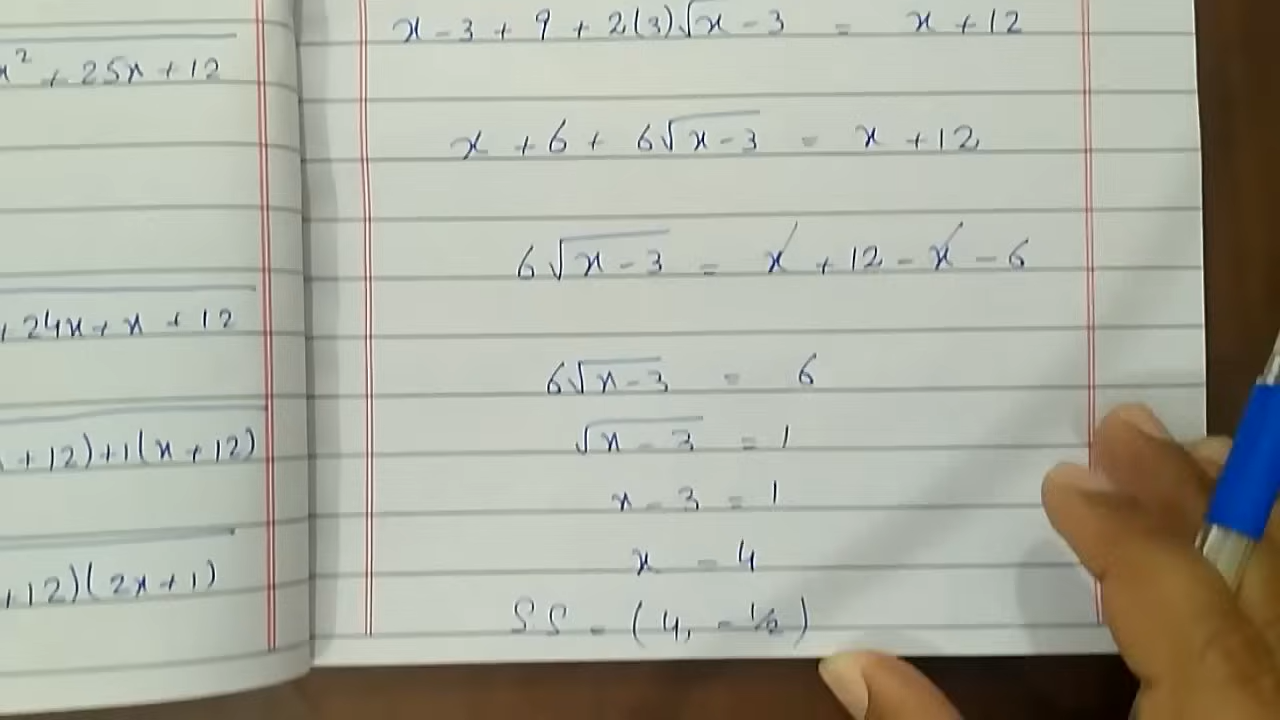 x² + 25x + 12
+ 24x + x + 12
+ 12) + 1(x + 12)
+ 12)(2x + 1)
x - 3 + 9 + 2(3)√x - 3 = x + 12
x + 6 + 6√x - 3 = x + 12
6√x - 3 = x + 12 - x - 6
6√x - 3 = 6
√x - 3 = 1
x - 3 = 1
x = 4
SS = (4, -½)